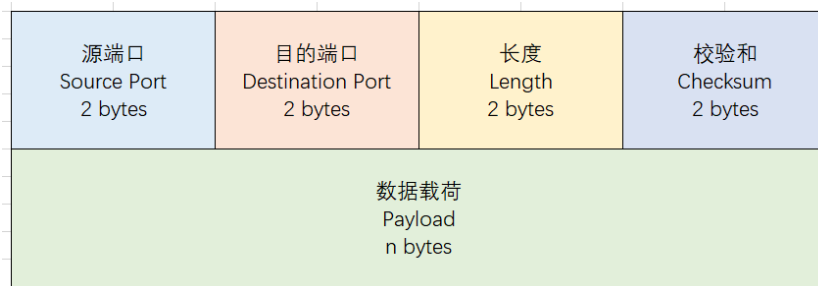 源端口
Source Port
2 bytes
目的端口
Destination Port
2 bytes
长度
Length
2 bytes
校验和
Checksum
2 bytes
数据载荷
Payload
n bytes